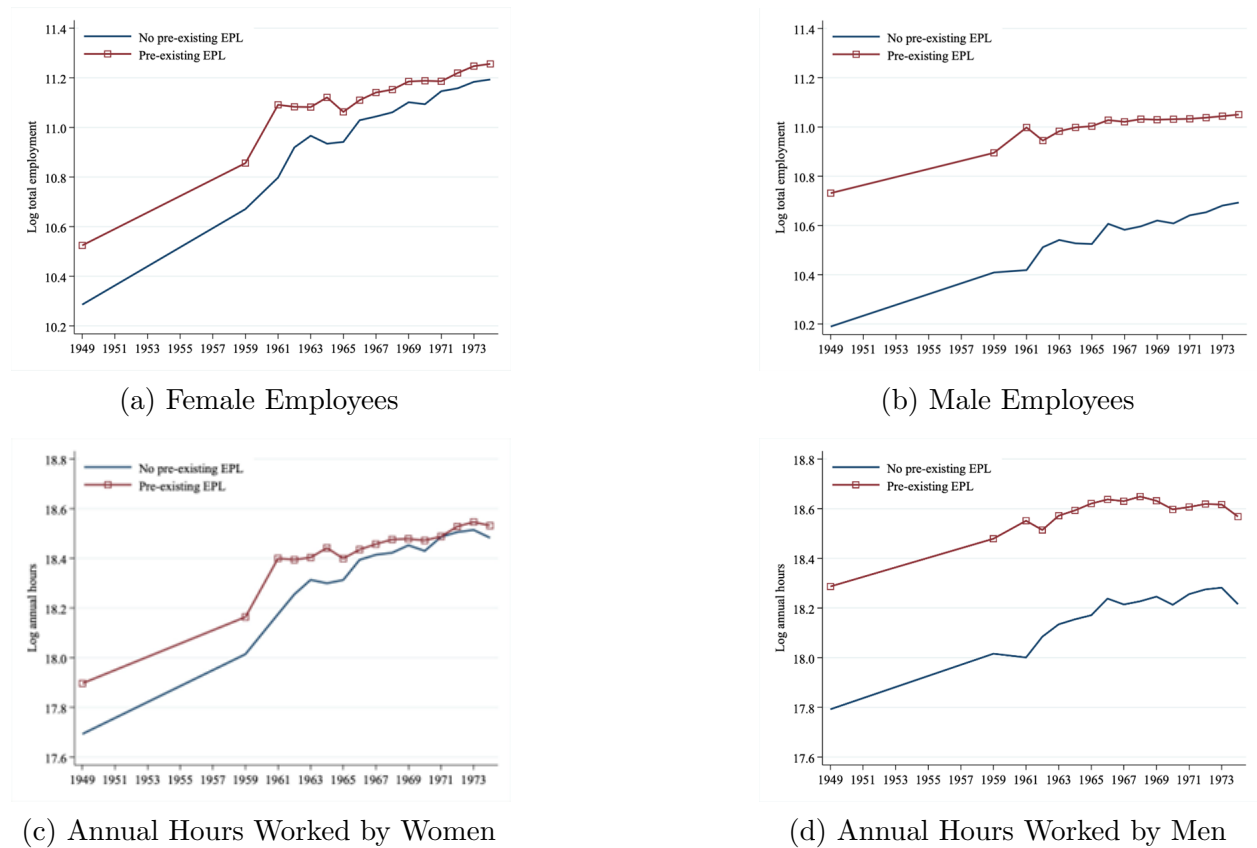 11.4
11.2
11.0
10.8
10.6
10.4
10.2
Log total employment
No pre-existing EPL
Pre-existing EPL
1949 1951 1953 1955 1957 1959 1961 1963 1965 1967 1969 1971 1973
(a) Female Employees
11.4
11.2
11.0
10.8
10.6
10.4
10.2
Log total employment
No pre-existing EPL
Pre-existing EPL
1949 1951 1953 1955 1957 1959 1961 1963 1965 1967 1969 1971 1973
(b) Male Employees
18.8
18.6
18.4
18.2
18.0
17.8
17.6
Log annual hours
No pre-existing EPL
Pre-existing EPL
1949 1951 1953 1955 1957 1959 1961 1963 1965 1967 1969 1971 1973
(c) Annual Hours Worked by Women
18.8
18.6
18.4
18.2
18.0
17.8
17.6
Log annual hours
No pre-existing EPL
Pre-existing EPL
1949 1951 1953 1955 1957 1959 1961 1963 1965 1967 1969 1971 1973
(d) Annual Hours Worked by Men